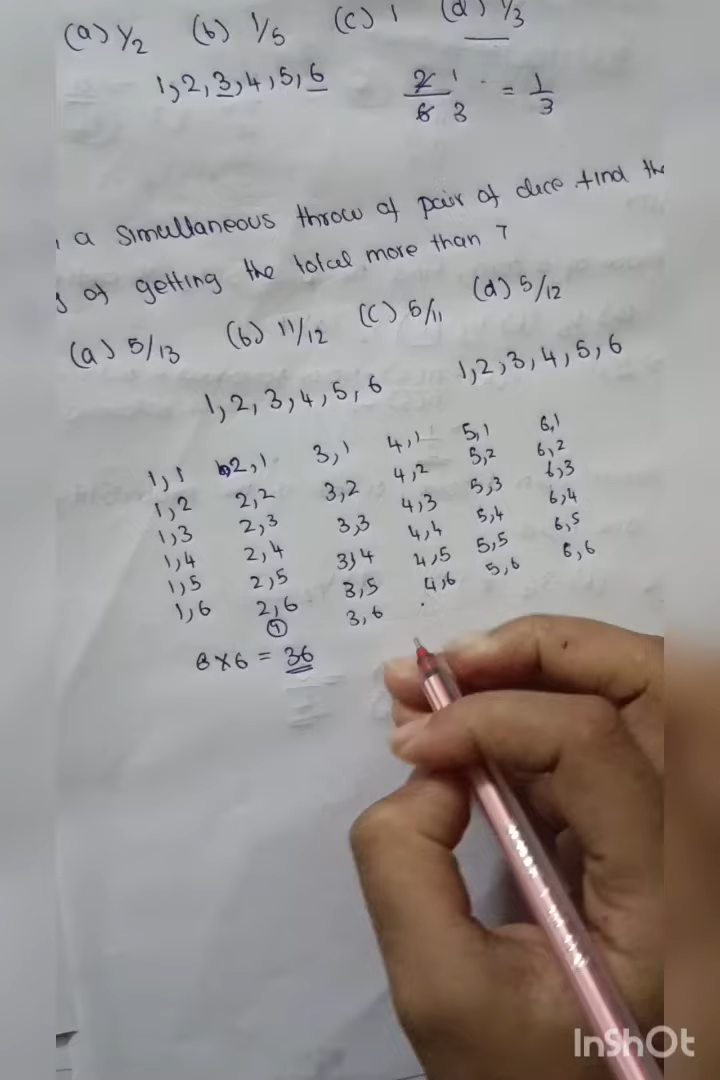 (a) 1/2 (b) 1/5 (c) 1 (d) 1/3
1,2,3,4,5,6 2/6 1/3 = 1/3
a simultaneous throw of pair of dice find the
of getting the total more than 7
(a) 5/13 (b) 11/12 (c) 5/11 (d) 5/12
1,2,3,4,5,6 1,2,3,4,5,6
1,1 2,1 3,1 4,1 5,1 6,1
1,2 2,2 3,2 4,2 5,2 6,2
1,3 2,3 3,3 4,3 5,3 6,3
1,4 2,4 3,4 4,4 5,4 6,4
1,5 2,5 3,5 4,5 5,5 6,5
1,6 2,6 3,6 4,6 5,6 6,6
6x6 = 36
InShOt